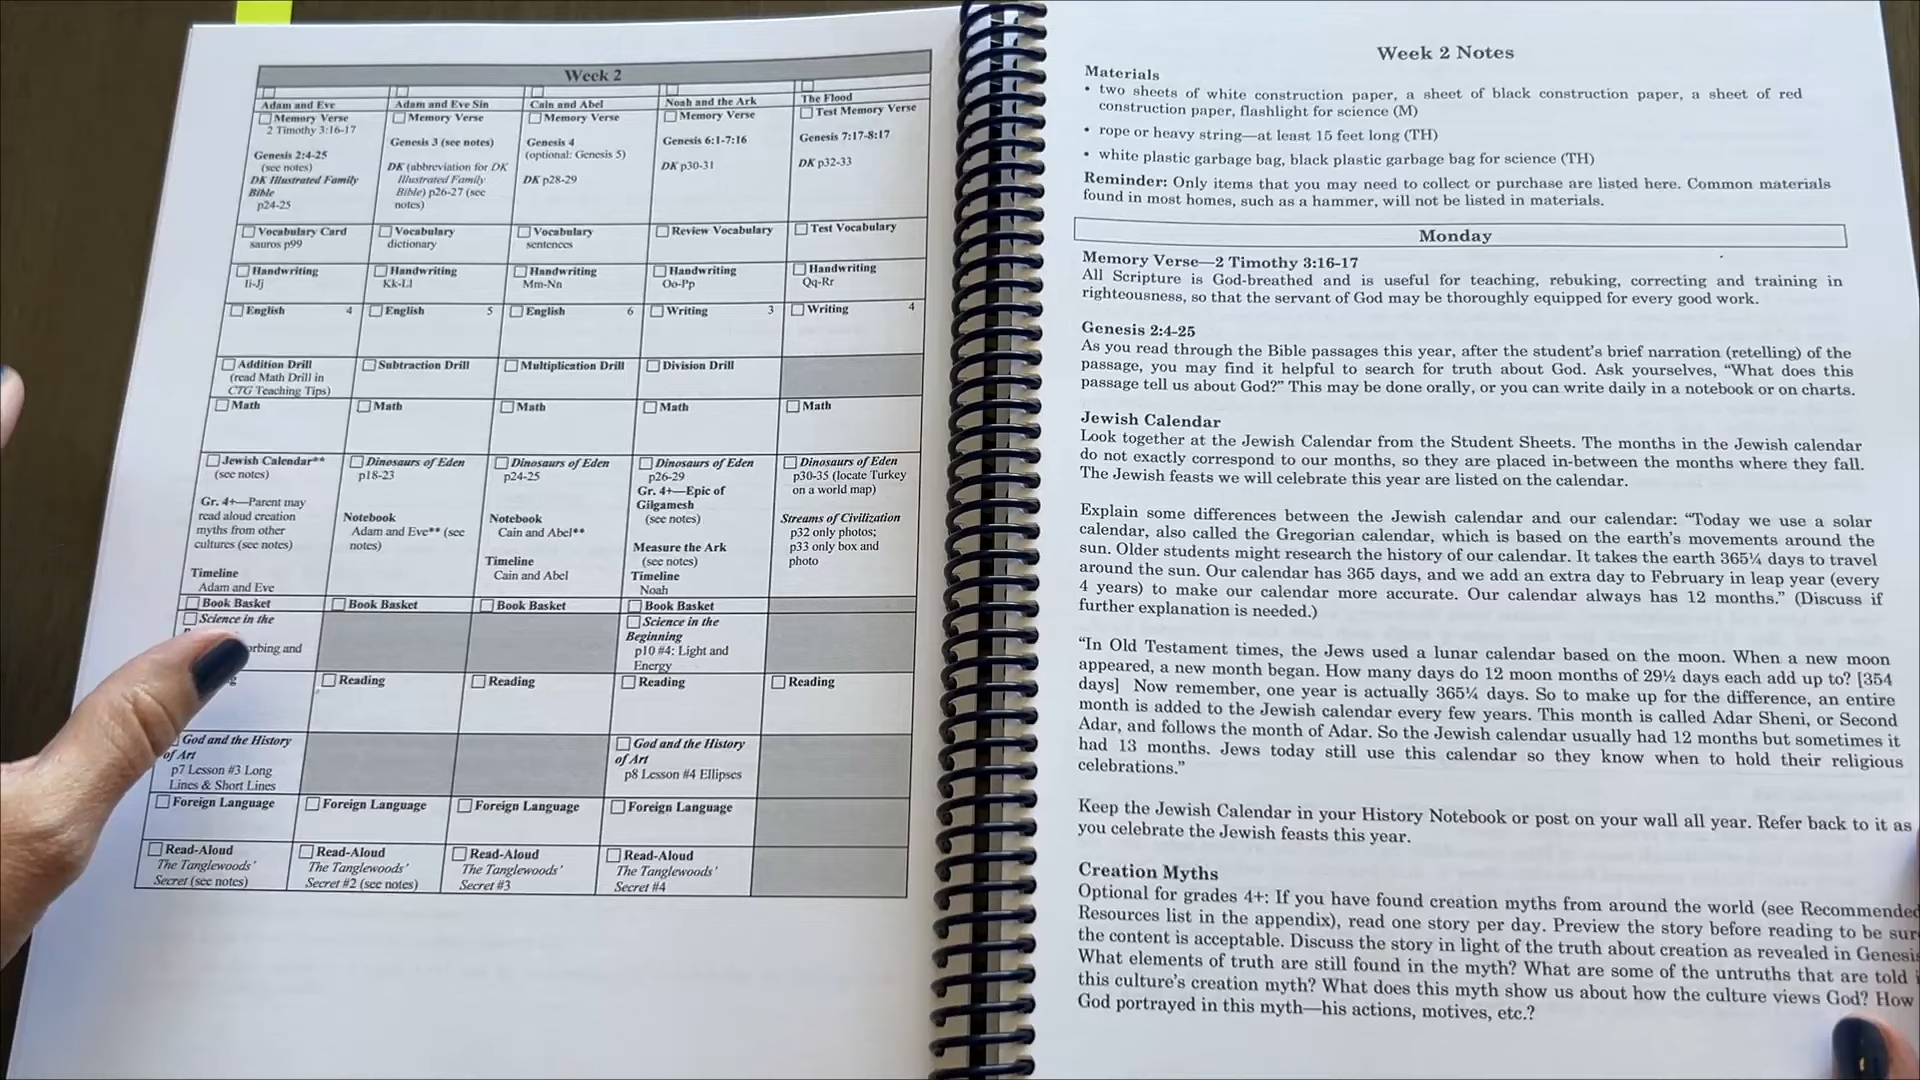 Week 2
Adam and Eve
Adam and Eve Sin
Cain and Abel
Noah and the Ark
The Flood
Memory Verse
2 Timothy 3:16-17
Genesis 2:4-25
(see notes)
DK Illustrated Family
Bible
p24-25
Memory Verse
Genesis 3 (see notes)
DK (abbreviation for DK
Illustrated Family
Bible) p26-27 (see
notes)
Memory Verse
Genesis 4
(optional: Genesis 5)
DK p28-29
Memory Verse
Genesis 6:1-7:16
DK p30-31
Test Memory Verse
Genesis 7:17-8:17
DK p32-33
Vocabulary Card
sauros p99
Vocabulary
dictionary
Vocabulary
sentences
Review Vocabulary
Test Vocabulary
Handwriting
Ii-Jj
Handwriting
Kk-Ll
Handwriting
Mm-Nn
Handwriting
Oo-Pp
Handwriting
Qq-Rr
English 4
English 5
English 6
Writing 3
Writing 4
Addition Drill
(read Math Drill in
CTG Teaching Tips)
Subtraction Drill
Multiplication Drill
Division Drill
Math
Math
Math
Math
Math
Jewish Calendar**
(see notes)
Gr. 4+—Parent may
read aloud creation
myths from other
cultures (see notes)
Timeline
Adam and Eve
Dinosaurs of Eden
p18-23
Notebook
Adam and Eve** (see
notes)
Dinosaurs of Eden
p24-25
Notebook
Cain and Abel**
Timeline
Cain and Abel
Dinosaurs of Eden
p26-29
Gr. 4+—Epic of
Gilgamesh
(see notes)
Measure the Ark
(see notes)
Timeline
Noah
Dinosaurs of Eden
p30-35 (locate Turkey
on a world map)
Streams of Civilization
p32 only photos;
p33 only box and
photo
Book Basket
Book Basket
Book Basket
Book Basket
Science in the
and
Science in the
Beginning
p10 #4: Light and
Energy
Reading
Reading
Reading
Reading
God and the History
of Art
p7 Lesson #3 Long
Lines & Short Lines
God and the History
of Art
p8 Lesson #4 Ellipses
Foreign Language
Foreign Language
Foreign Language
Foreign Language
Read-Aloud
The Tanglewoods'
Secret (see notes)
Read-Aloud
The Tanglewoods'
Secret #2 (see notes)
Read-Aloud
The Tanglewoods'
Secret #3
Read-Aloud
The Tanglewoods'
Secret #4
Week 2 Notes
Materials
• two sheets of white construction paper, a sheet of black construction paper, a sheet of red
construction paper, flashlight for science (M)
• rope or heavy string—at least 15 feet long (TH)
• white plastic garbage bag, black plastic garbage bag for science (TH)
Reminder: Only items that you may need to collect or purchase are listed here. Common materials
found in most homes, such as a hammer, will not be listed in materials.
Monday
Memory Verse—2 Timothy 3:16-17
All Scripture is God-breathed and is useful for teaching, rebuking, correcting and training in
righteousness, so that the servant of God may be thoroughly equipped for every good work.
Genesis 2:4-25
As you read through the Bible passages this year, after the student's brief narration (retelling) of the
passage, you may find it helpful to search for truth about God. Ask yourselves, "What does this
passage tell us about God?" This may be done orally, or you can write daily in a notebook or on charts.
Jewish Calendar
Look together at the Jewish Calendar from the Student Sheets. The months in the Jewish calendar
do not exactly correspond to our months, so they are placed in-between the months where they fall.
The Jewish feasts we will celebrate this year are listed on the calendar.
Explain some differences between the Jewish calendar and our calendar: "Today we use a solar
calendar, also called the Gregorian calendar, which is based on the earth's movements around the
sun. Older students might research the history of our calendar. It takes the earth 365¼ days to travel
around the sun. Our calendar has 365 days, and we add an extra day to February in leap year (every
4 years) to make our calendar more accurate. Our calendar always has 12 months." (Discuss if
further explanation is needed.)
"In Old Testament times, the Jews used a lunar calendar based on the moon. When a new moon
appeared, a new month began. How many days do 12 moon months of 29½ days each add up to? [354
days] Now remember, one year is actually 365¼ days. So to make up for the difference, an entire
month is added to the Jewish calendar every few years. This month is called Adar Sheni, or Second
Adar, and follows the month of Adar. So the Jewish calendar usually had 12 months but sometimes it
had 13 months. Jews today still use this calendar so they know when to hold their religious
celebrations."
Keep the Jewish Calendar in your History Notebook or post on your wall all year. Refer back to it as
you celebrate the Jewish feasts this year.
Creation Myths
Optional for grades 4+: If you have found creation myths from around the world (see Recommended
Resources list in the appendix), read one story per day. Preview the story before reading to be sure
the content is acceptable. Discuss the story in light of the truth about creation as revealed in Genesis
What elements of truth are still found in the myth? What are some of the untruths that are told
this culture's creation myth? What does this myth show us about how the culture views God? How
God portrayed in this myth—his actions, motives, etc.?